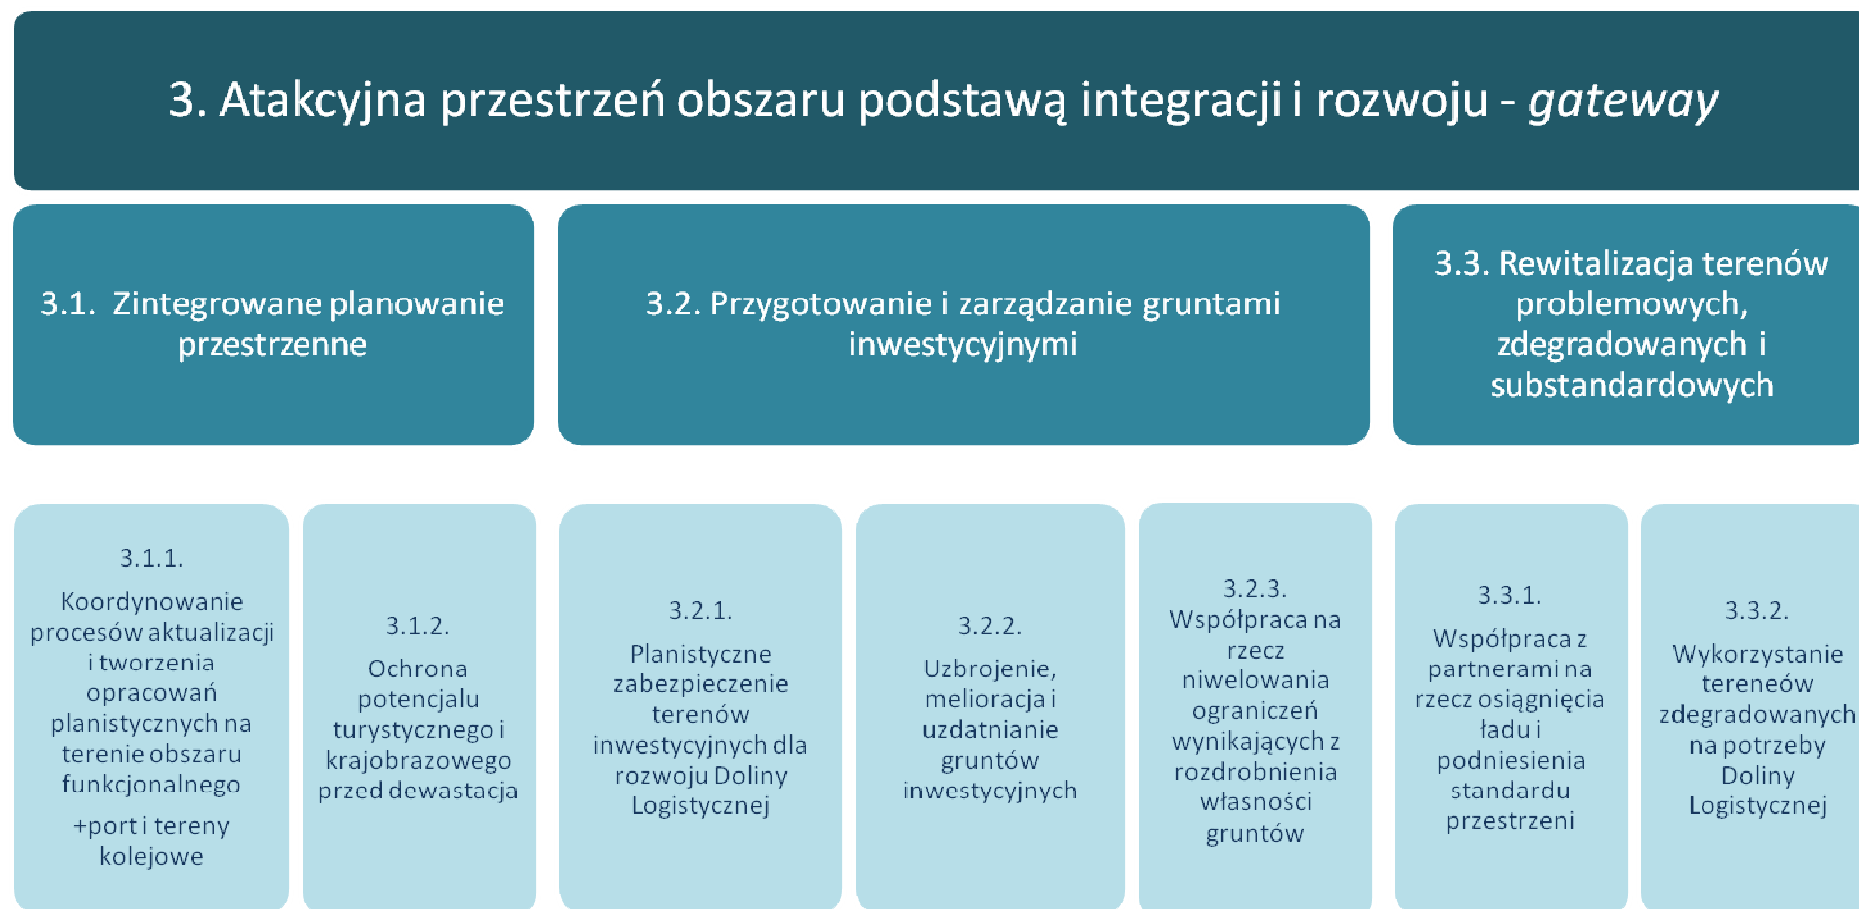 3. Atakcyjna przestrzeń obszaru podstawą integracji i rozwoju - gateway
3.1. Zintegrowane planowanie
przestrzenne
3.2. Przygotowanie i zarządzanie gruntami
inwestycyjnymi
3.3. Rewitalizacja terenów
problemowych,
zdegradowanych i
substandardowych
3.1.1.
Koordynowanie
procesów aktualizacji
i tworzenia
opracowań
planistycznych na
terenie obszaru
funkcjonalnego
+port i tereny
kolejowe
3.1.2.
Ochrona
potencjalu
turystycznego i
krajobrazowego
przed dewastacja
3.2.1.
Planistyczne
zabezpieczenie
terenów
inwestycyjnych dla
rozwoju Doliny
Logistycznej
3.2.2.
Uzbrojenie,
melioracja i
uzdatnianie
gruntów
inwestycyjnych
3.2.3.
Współpraca na
rzecz
niwelowania
ograniczeń
wynikających z
rozdrobnienia
własności
gruntów
3.3.1.
Współpraca z
partnerami na
rzecz osiągnięcia
ładu i
podniesienia
standardu
przestrzeni
3.3.2.
Wykorzystanie
tereneów
zdegradowanych
na potrzeby
Doliny
Logistycznej